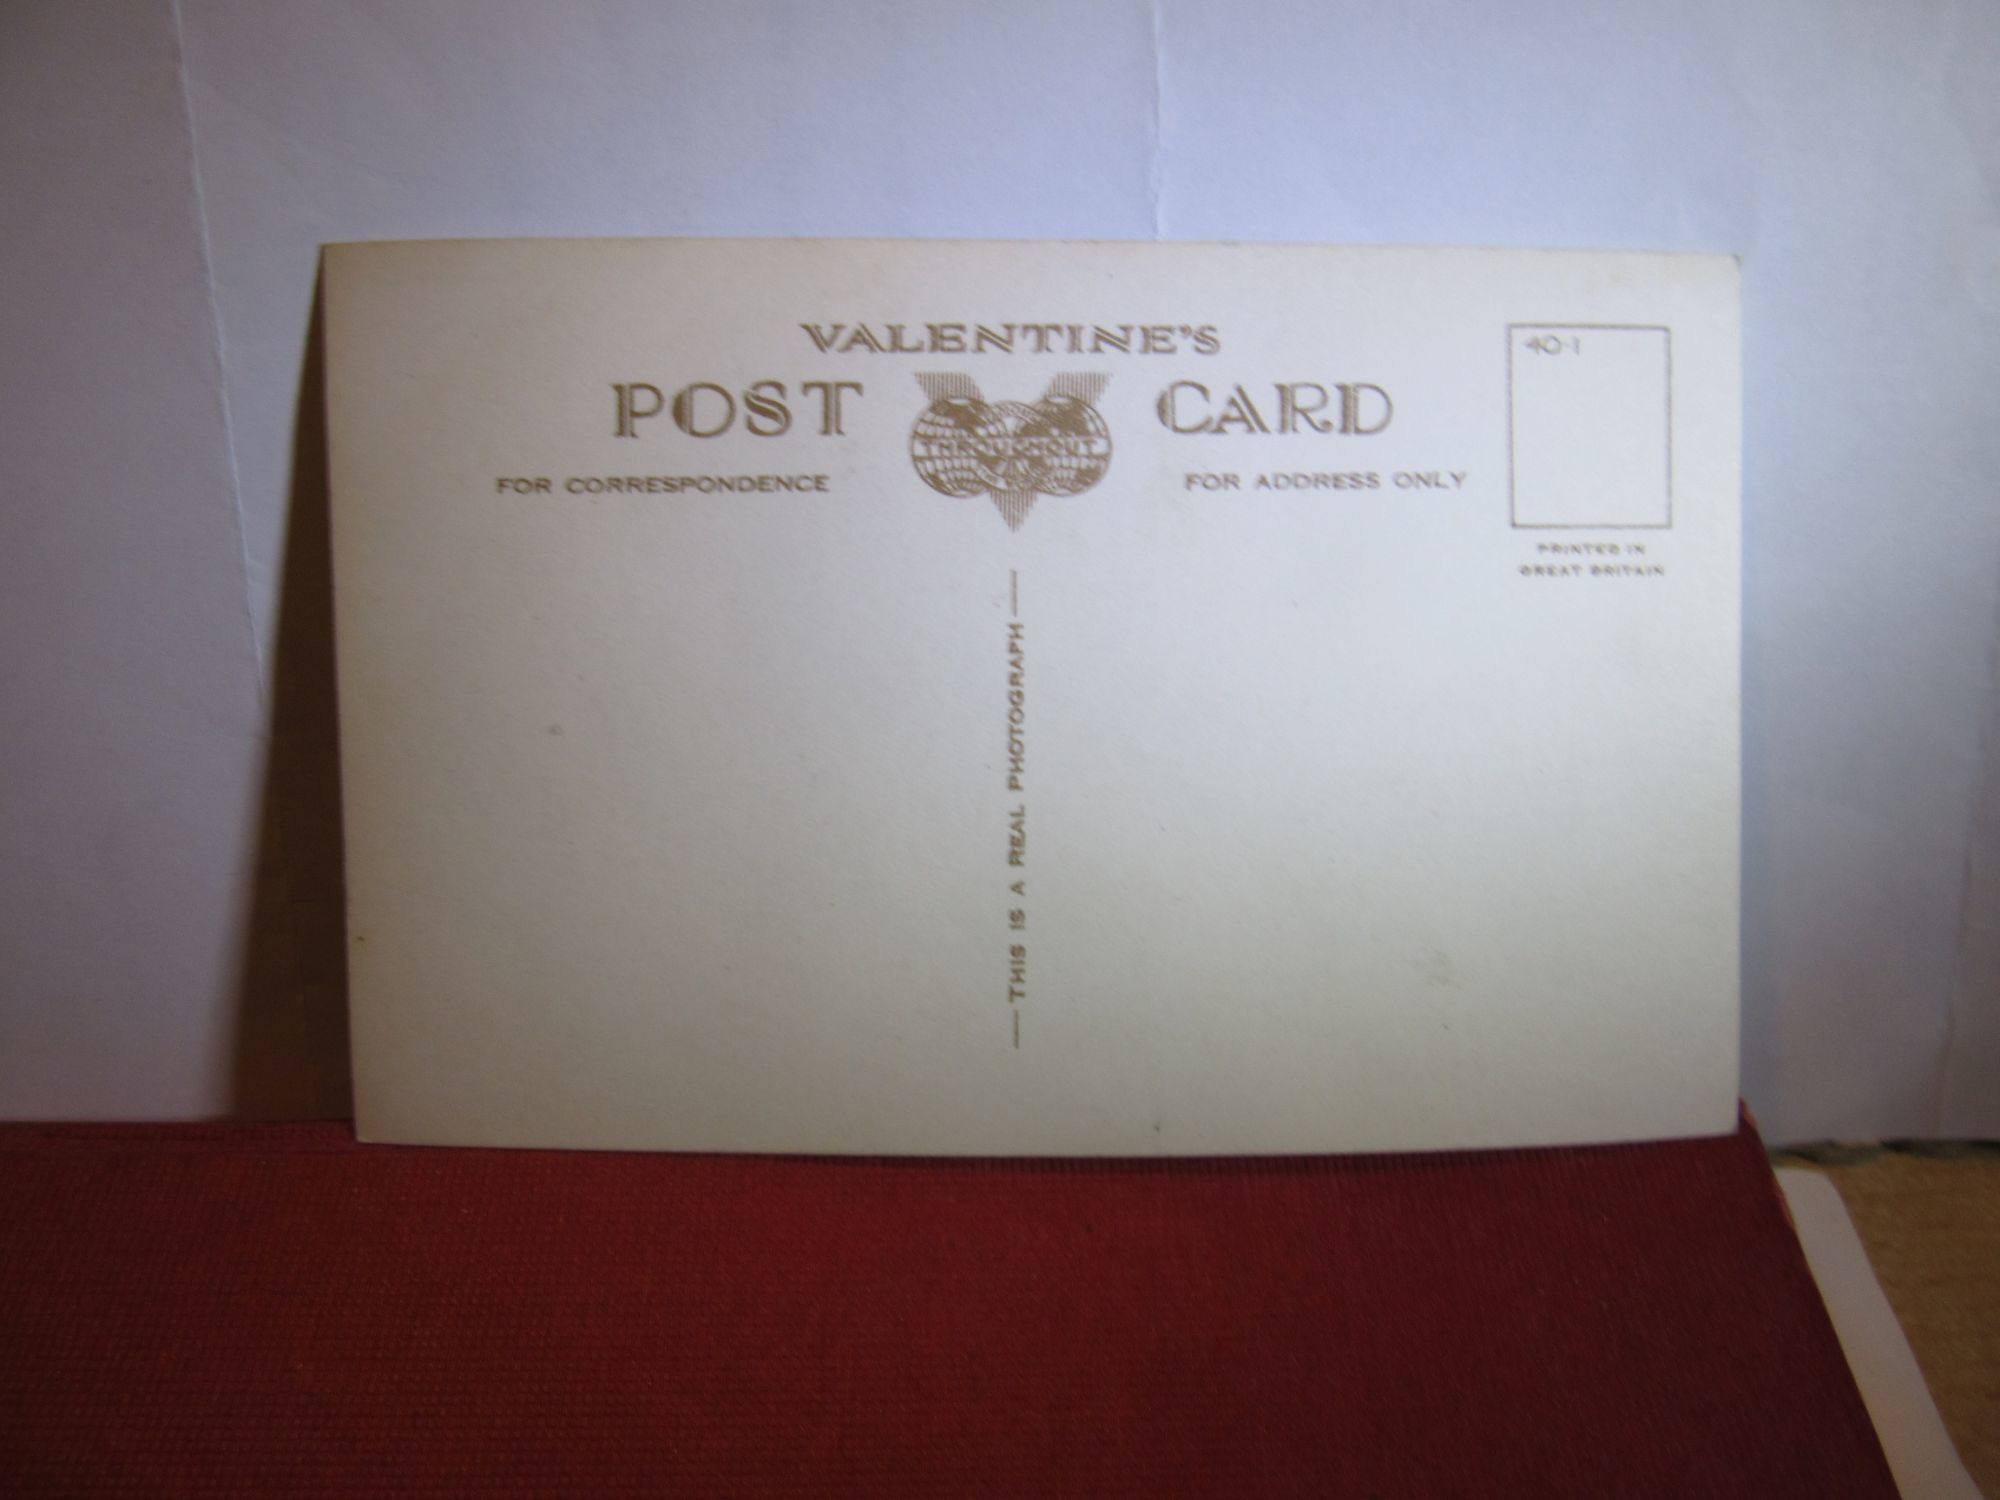 VALENTINE'S
POST CARD
THROUGHOUT
FOR CORRESPONDENCE
FOR ADDRESS ONLY
40-1
PRINTED IN
GREAT BRITAIN
THIS IS A REAL PHOTOGRAPH